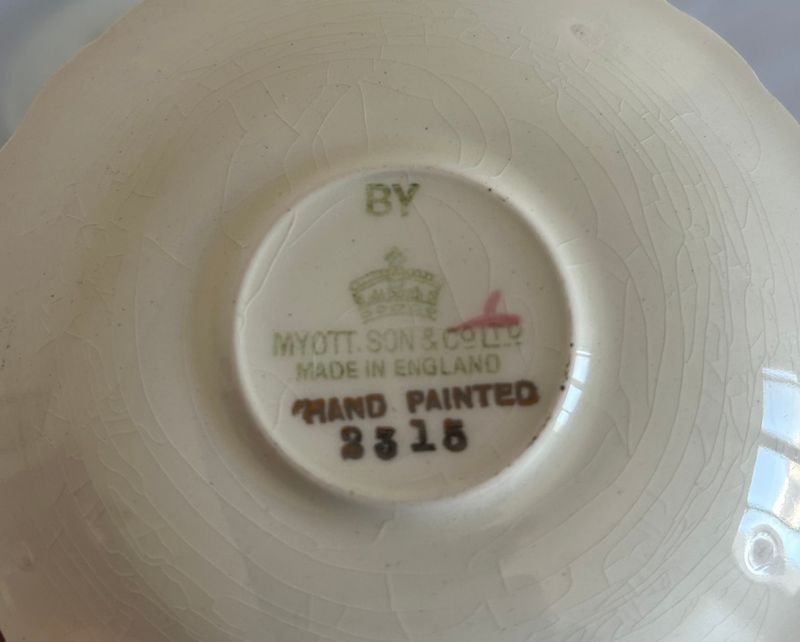 BY
MYOTT. SON & CO LTD
MADE IN ENGLAND
HAND PAINTED
2315